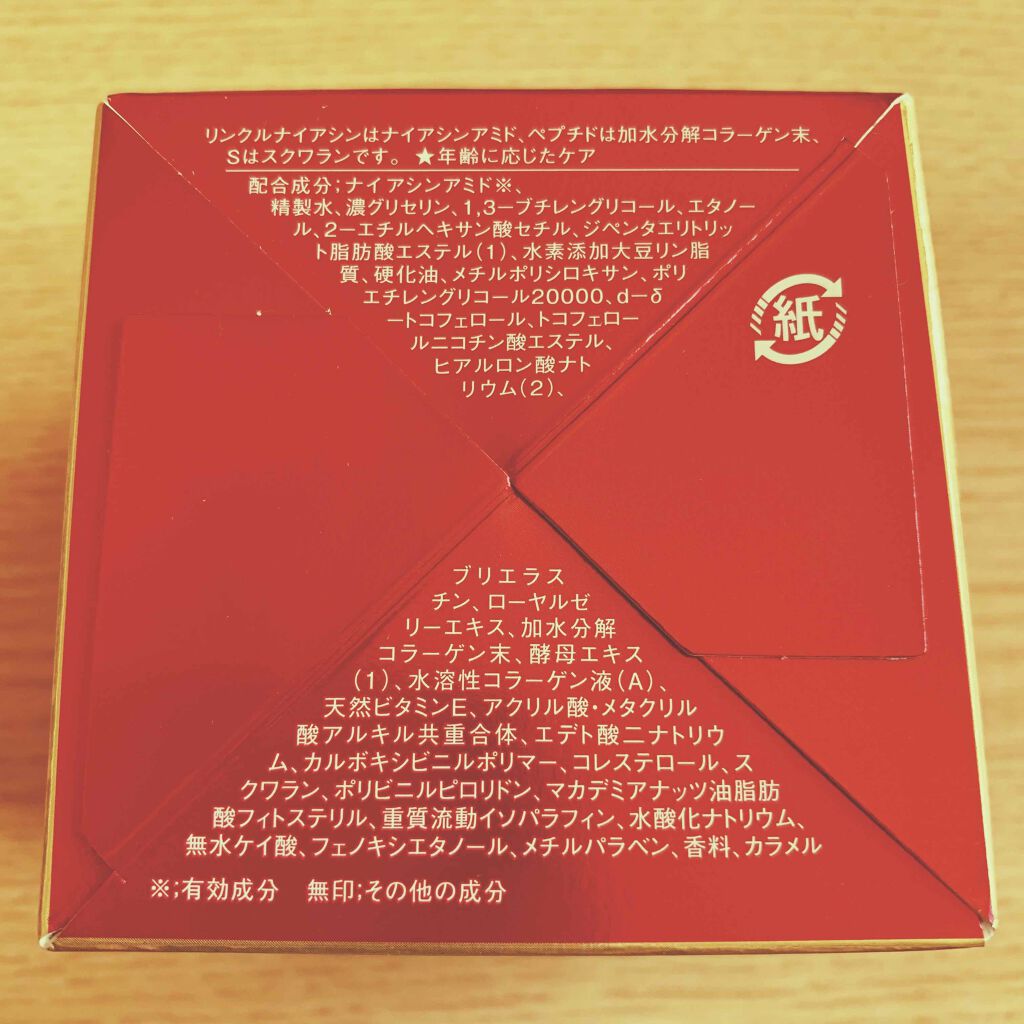 リンクルナイアシンはナイアシンアミド、ペプチドは加水分解コラーゲン末、
Sはスクワランです。 ★年齢に応じたケア
配合成分;ナイアシンアミド※、
精製水、濃グリセリン、1,3ーブチレングリコール、エタノー
ル、2ーエチルヘキサン酸セチル、ジペンタエリトリッ
ト脂肪酸エステル(1)、水素添加大豆リン脂
質、硬化油、メチルポリシロキサン、ポリ
エチレングリコール20000、dーδ
ートコフェロール、トコフェロー
ルニコチン酸エステル、
ヒアルロン酸ナト
リウム(2)、
紙
ブリエラス
チン、ローヤルゼ
リーエキス、加水分解
コラーゲン末、酵母エキス
(1)、水溶性コラーゲン液(A)、
天然ビタミンE、アクリル酸・メタクリル
酸アルキル共重合体、エデト酸二ナトリウ
ム、カルボキシビニルポリマー、コレステロール、ス
クワラン、ポリビニルピロリドン、マカデミアナッツ油脂肪
酸フィトステリル、重質流動イソパラフィン、水酸化ナトリウム、
無水ケイ酸、フェノキシエタノール、メチルパラベン、香料、カラメル
※;有効成分 無印;その他の成分